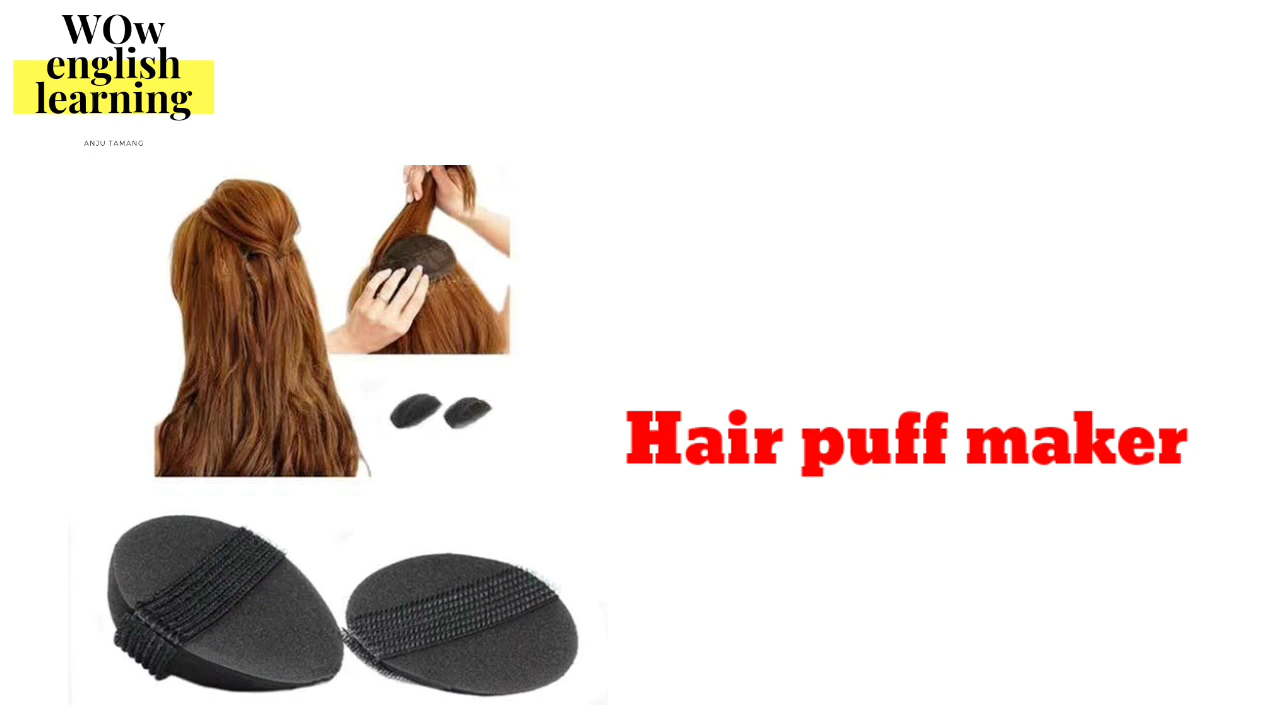 WOw
english
learning
ANJU TAMANG
Hair puff maker